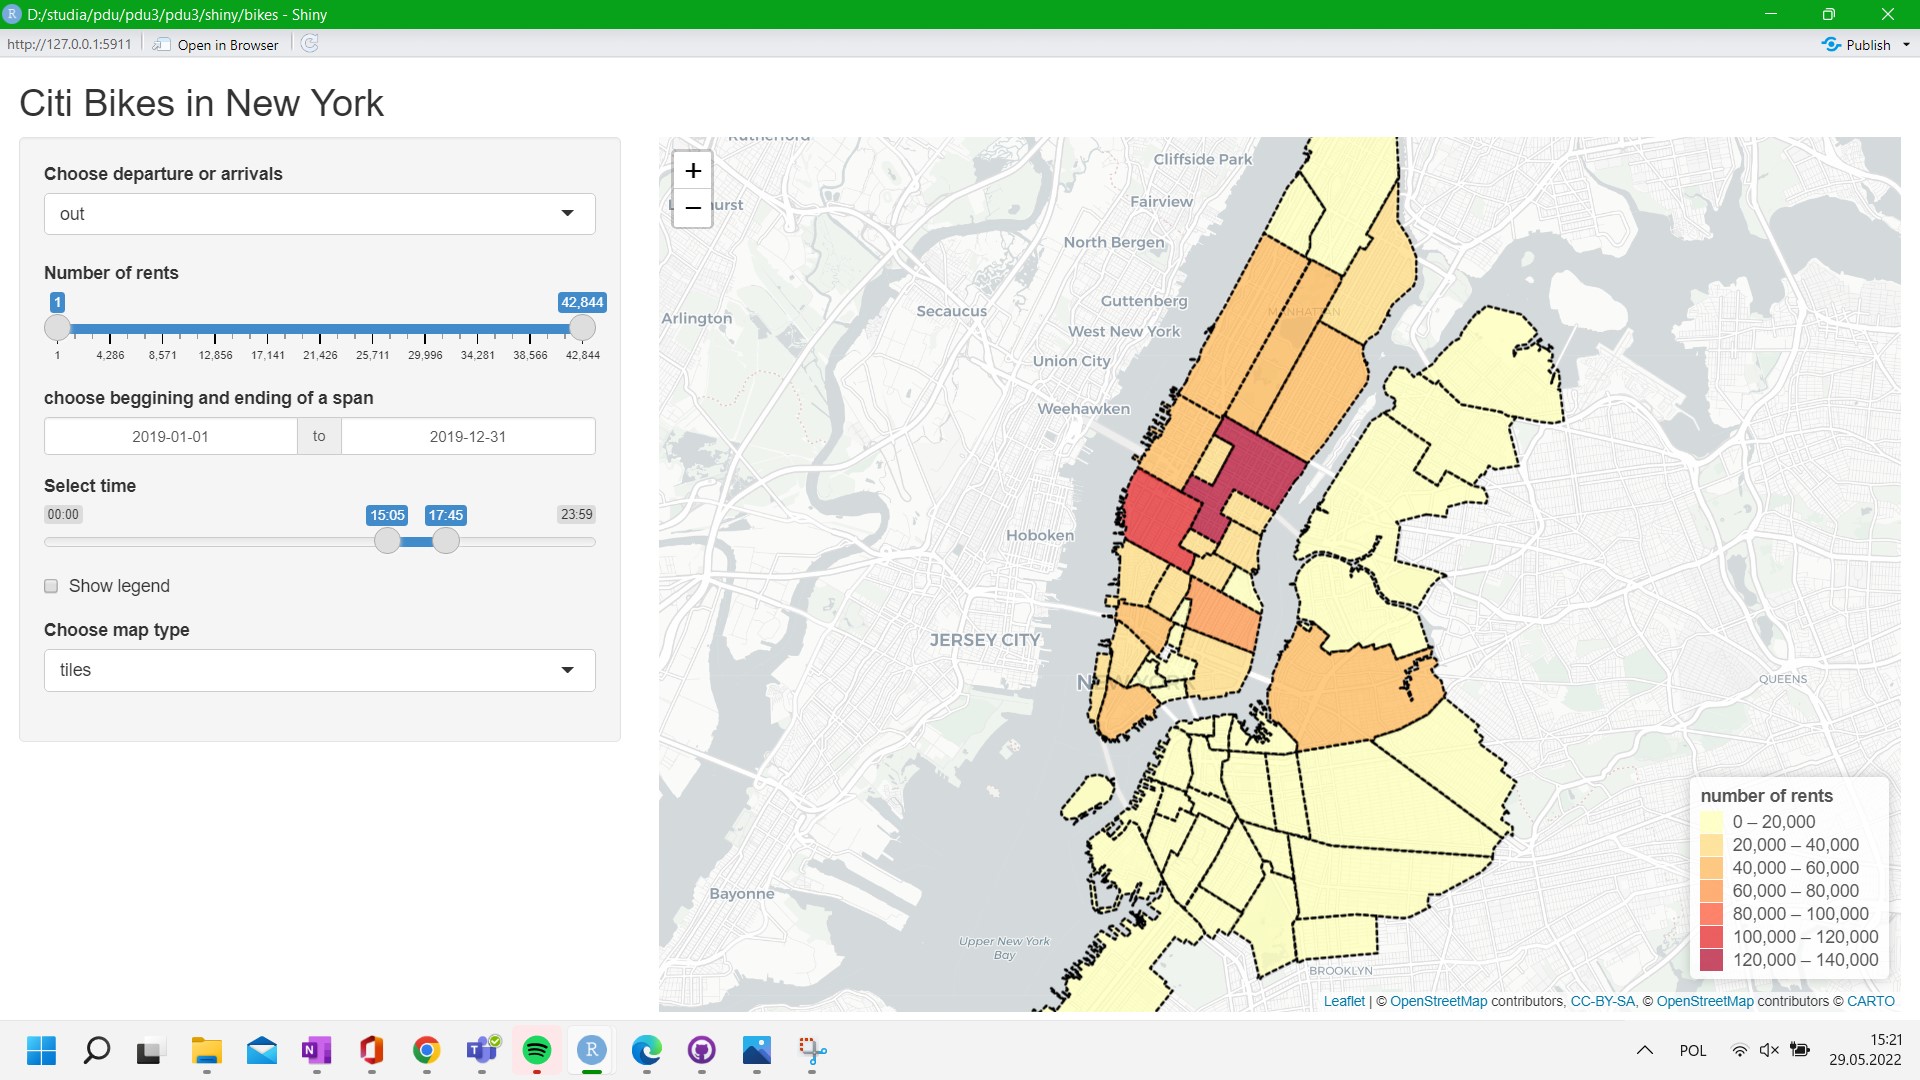 D:/studia/pdu/pdu3/pdu3/shiny/bikes - Shiny
http://127.0.0.1:5911
Open in Browser
Publish
Citi Bikes in New York
Choose departure or arrivals
out
Number of rents
1
42,844
1 4,286 8,571 12,856 17,141 21,426 25,711 29,996 34,281 38,566 42,844
choose beggining and ending of a span
2019-01-01 to 2019-12-31
Select time
00:00 15:05 17:45 23:59
Show legend
Choose map type
tiles
+
−
Rutherford
Cliffside Park
Fairview
North Bergen
Guttenberg
Secaucus
Arlington
West New York
Union City
Weehawken
MANHATTAN
Hoboken
JERSEY CITY
NEW YORK
QUEENS
Bayonne
Upper New York
Bay
BROOKLYN
number of rents
0 – 20,000
20,000 – 40,000
40,000 – 60,000
60,000 – 80,000
80,000 – 100,000
100,000 – 120,000
120,000 – 140,000
Leaflet | © OpenStreetMap contributors, CC-BY-SA, © OpenStreetMap contributors © CARTO
POL
15:21
29.05.2022